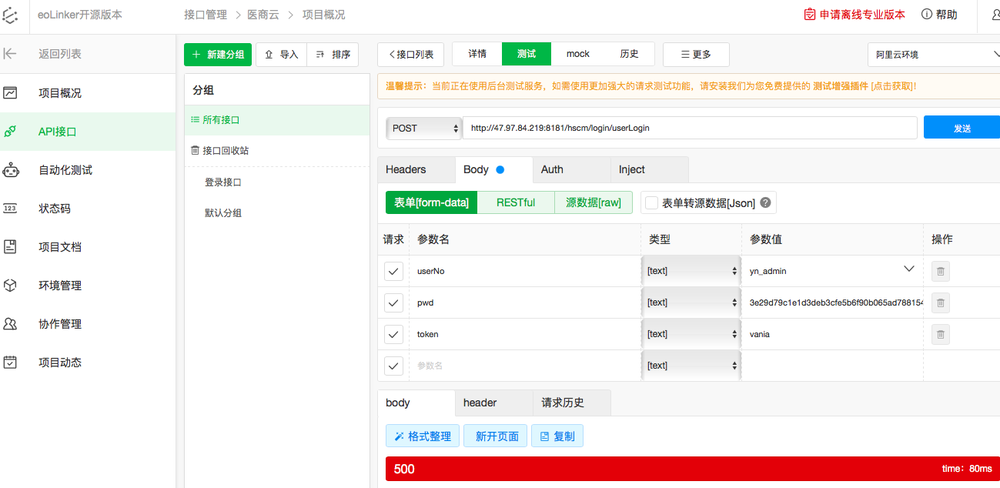 eoLinker开源版本
接口管理 > 医商云 > 项目概况
申请离线专业版本
帮助
返回列表
项目概况
API接口
自动化测试
123 状态码
项目文档
环境管理
协作管理
项目动态
+ 新建分组 导入 排序
分组
所有接口
接口回收站
登录接口
默认分组
<接口列表 详情 测试 mock 历史 更多 阿里云环境
温馨提示：当前正在使用后台测试服务，如需使用更加强大的请求测试功能，请安装我们为您免费提供的 测试增强插件 [点击获取]!
POST http://47.97.84.219:8181/hscm/login/userLogin 发送
Headers Body Auth Inject
表单[form-data] RESTful 源数据[raw] 表单转源数据[Json] ?
请求 参数名 类型 参数值 操作
userNo [text] yn_admin
pwd [text] 3e29d79c1e1d3deb3cfe5b6f90b065ad788154
token [text] vania
参数名 [text]
body header 请求历史
格式整理 新开页面 复制
500 time：80ms